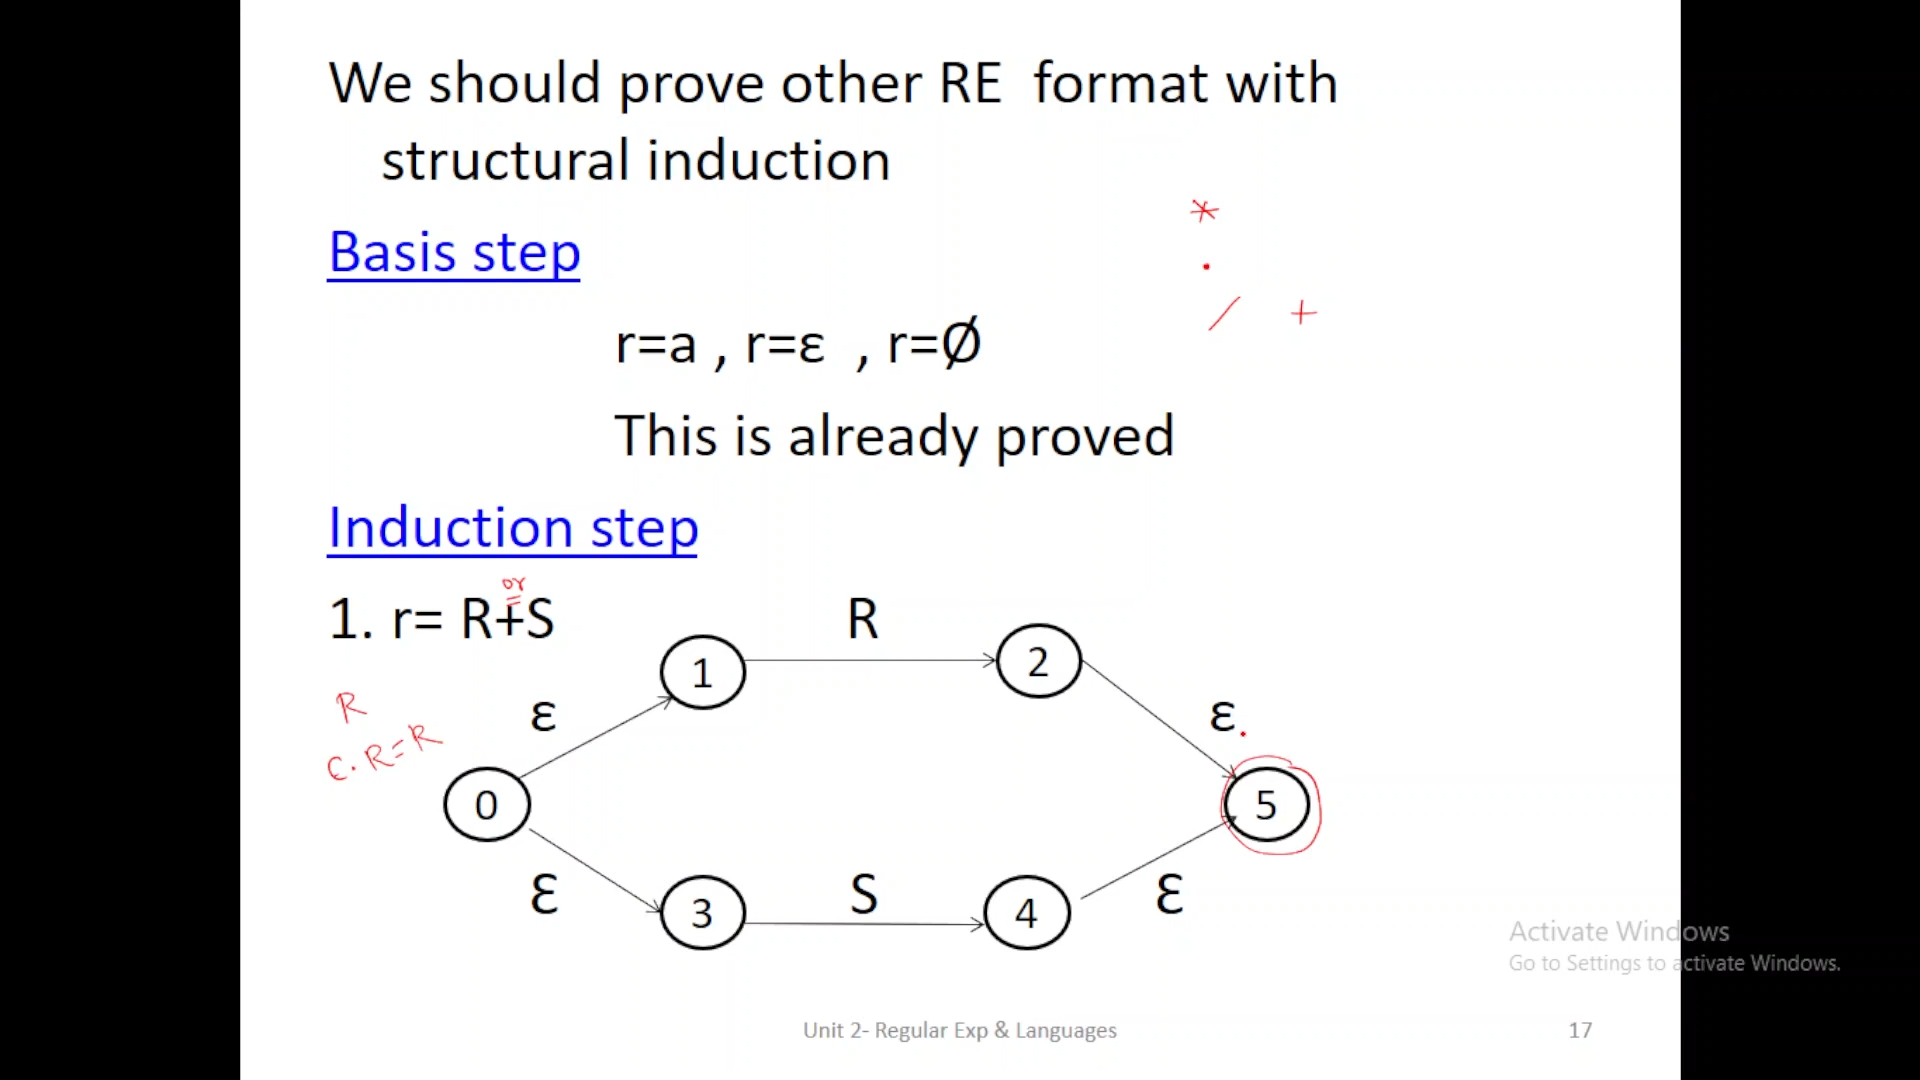 We should prove other RE format with
structural induction
*
Basis step
.
/ +
r=a , r=ε , r=Ø
This is already proved
Induction step
or
1. r= R+S
R
1
2
R
ε
ε.
ε.R=R
0
5
ε
S
ε
3
4
Activate Windows
Go to Settings to activate Windows.
Unit 2- Regular Exp & Languages
17